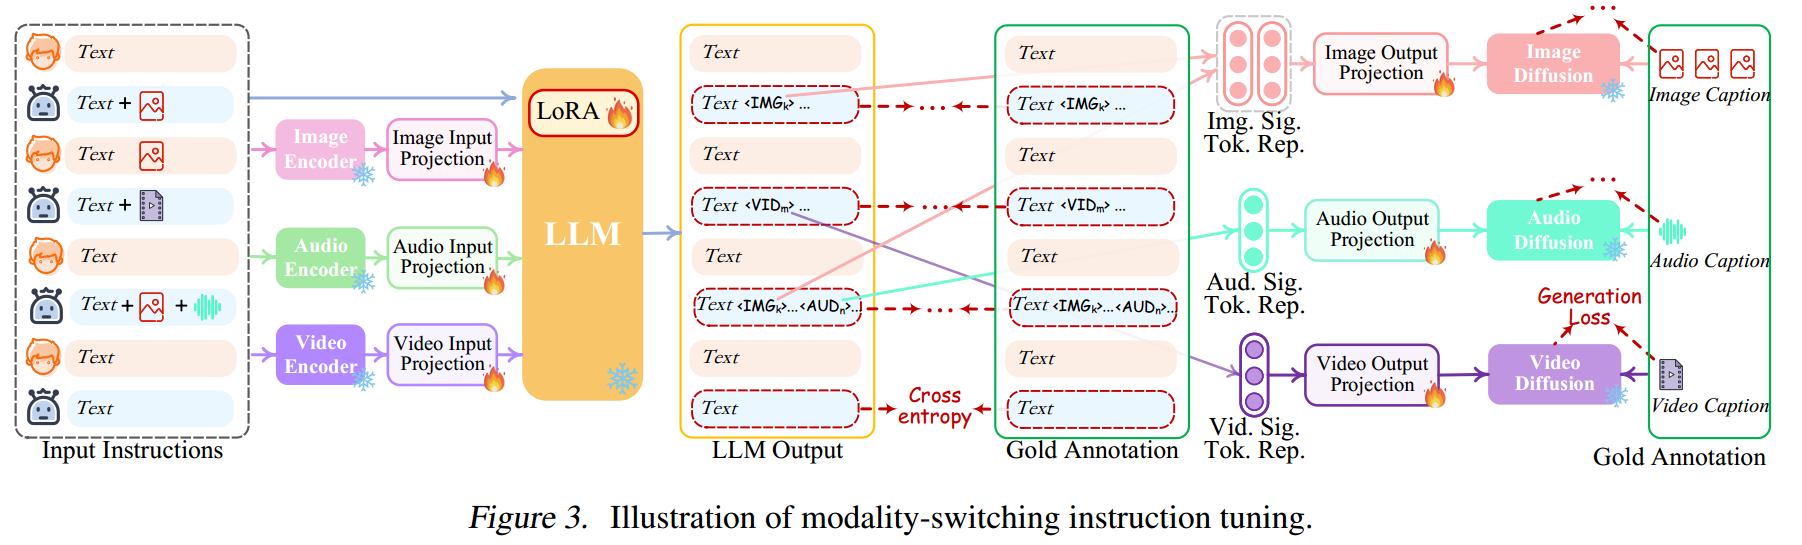 Text
Text +
Text
Text +
Text
Text + +
Text
Text
Input Instructions
Image
Encoder
Image Input
Projection
Audio
Encoder
Audio Input
Projection
Video
Encoder
Video Input
Projection
LoRA
LLM
Text
Text <IMGk> ...
Text
Text <VIDm> ...
Text
Text <IMGk>...<AUDn>...
Text
Text
LLM Output
...
...
...
Cross
entropy
Text
Text <IMGk> ...
Text
Text <VIDm> ...
Text
Text <IMGk>...<AUDn>...
Text
Text
Gold Annotation
Img. Sig.
Tok. Rep.
Image Output
Projection
Image
Diffusion
...
Image Caption
Aud. Sig.
Tok. Rep.
Audio Output
Projection
Audio
Diffusion
...
Audio Caption
Vid. Sig.
Tok. Rep.
Video Output
Projection
Generation
Loss
Video
Diffusion
Video Caption
Gold Annotation
Figure 3. Illustration of modality-switching instruction tuning.